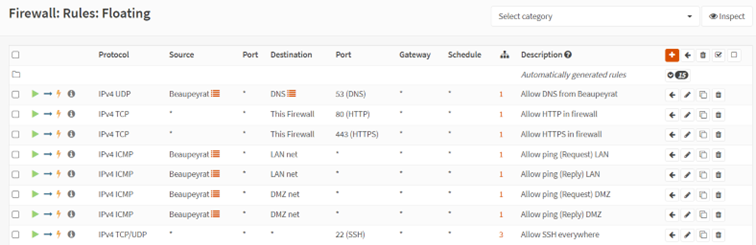 Firewall: Rules: Floating
Select category Inspect
Protocol Source Port Destination Port Gateway Schedule Description
Automatically generated rules 15
IPv4 UDP Beaupeyrat * DNS 53 (DNS) * * 1 Allow DNS from Beaupeyrat
IPv4 TCP * * This Firewall 80 (HTTP) * * 1 Allow HTTP in firewall
IPv4 TCP * * This Firewall 443 (HTTPS) * * 1 Allow HTTPS in firewall
IPv4 ICMP Beaupeyrat * LAN net * * * 1 Allow ping (Request) LAN
IPv4 ICMP Beaupeyrat * LAN net * * * 1 Allow ping (Reply) LAN
IPv4 ICMP Beaupeyrat * DMZ net * * * 1 Allow ping (Request) DMZ
IPv4 ICMP Beaupeyrat * DMZ net * * * 1 Allow ping (Reply) DMZ
IPv4 TCP/UDP * * * 22 (SSH) * * 3 Allow SSH everywhere